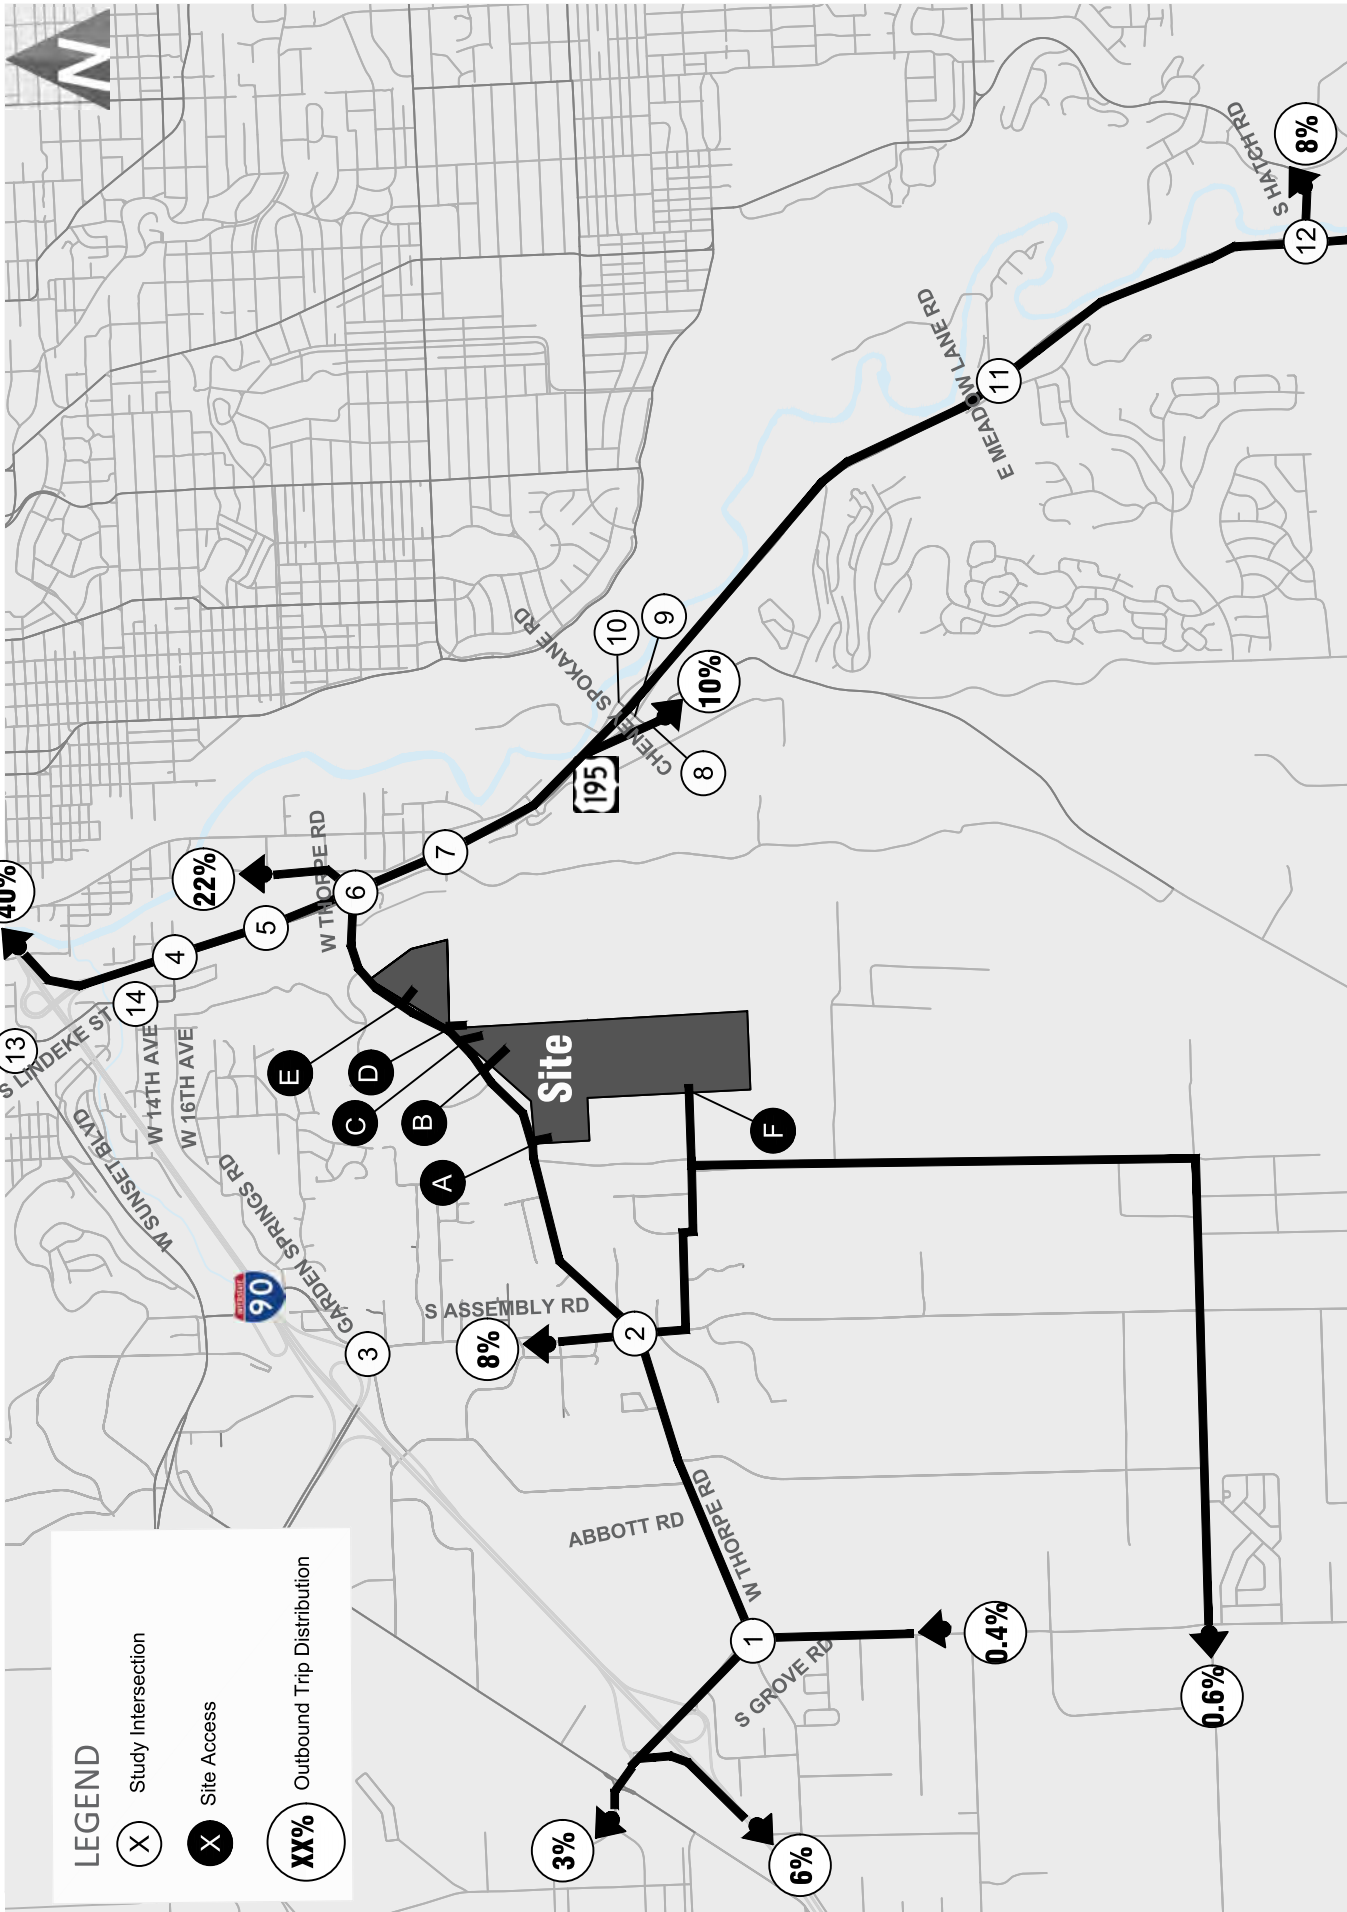 LEGEND
X Study Intersection
X Site Access
XX% Outbound Trip Distribution
N
13
S LINDEKE ST
14
W 14TH AVE
W 16TH AVE
W SUNSET BLVD
GARDEN SPRINGS RD
INTERSTATE
90
3
40%
4
5
22%
W THORPE RD
6
7
E
D
C
B
A
Site
F
S ASSEMBLY RD
8%
2
ABBOTT RD
W THORPE RD
1
S GROVE RD
3%
6%
0.4%
0.6%
195
CHENEY SPOKANE RD
10
9
8
10%
E MEADOW LANE RD
11
S HATCH RD
12
8%